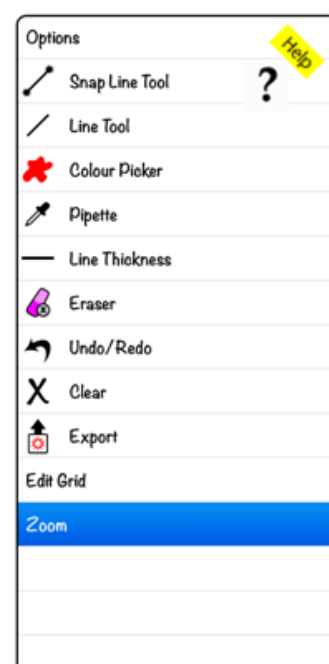 Options
Help
Snap Line Tool
?
Line Tool
Colour Picker
Pipette
Line Thickness
Eraser
Undo/Redo
Clear
Export
Edit Grid
Zoom